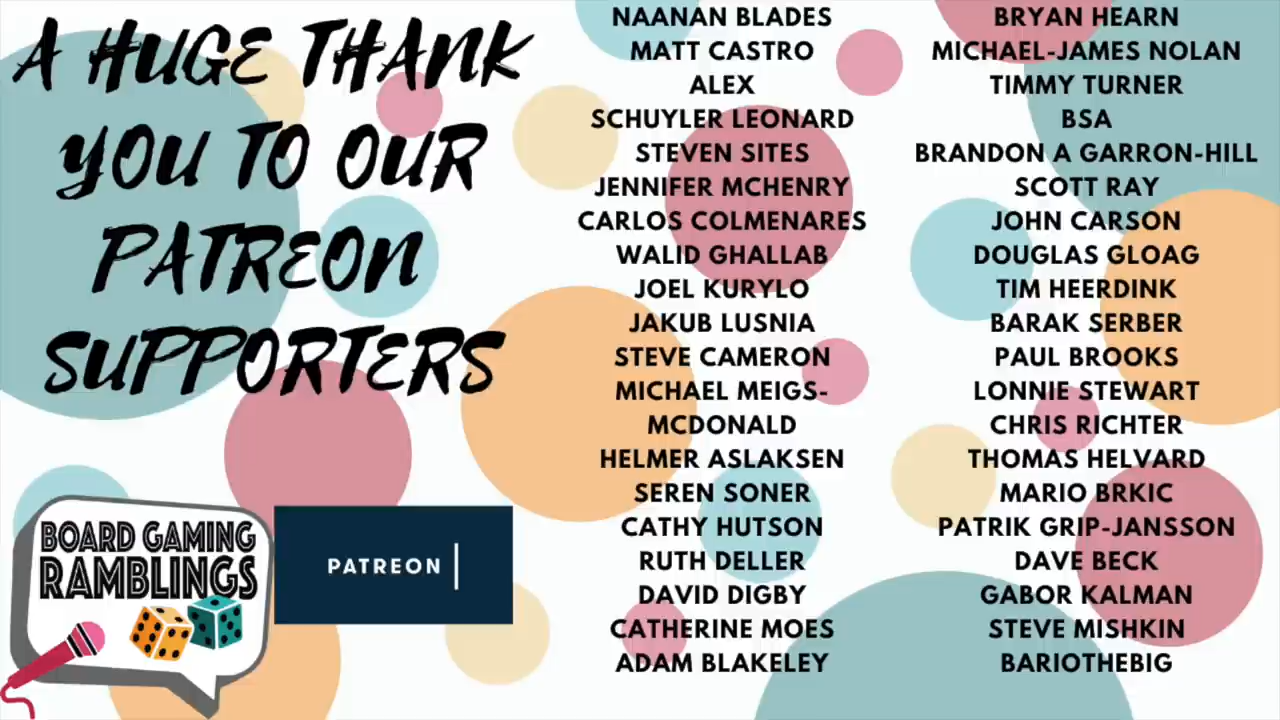 A HUGE THANK
YOU TO OUR
PATREON
SUPPORTERS
BOARD GAMING
RAMBLINGS
PATREON
NAANAN BLADES
MATT CASTRO
ALEX
SCHUYLER LEONARD
STEVEN SITES
JENNIFER MCHENRY
CARLOS COLMENARES
WALID GHALLAB
JOEL KURYLO
JAKUB LUSNIA
STEVE CAMERON
MICHAEL MEIGS-
MCDONALD
HELMER ASLAKSEN
SEREN SONER
CATHY HUTSON
RUTH DELLER
DAVID DIGBY
CATHERINE MOES
ADAM BLAKELEY
BRYAN HEARN
MICHAEL-JAMES NOLAN
TIMMY TURNER
BSA
BRANDON A GARRON-HILL
SCOTT RAY
JOHN CARSON
DOUGLAS GLOAG
TIM HEERDINK
BARAK SERBER
PAUL BROOKS
LONNIE STEWART
CHRIS RICHTER
THOMAS HELVARD
MARIO BRKIC
PATRIK GRIP-JANSSON
DAVE BECK
GABOR KALMAN
STEVE MISHKIN
BARIOTHEBIG